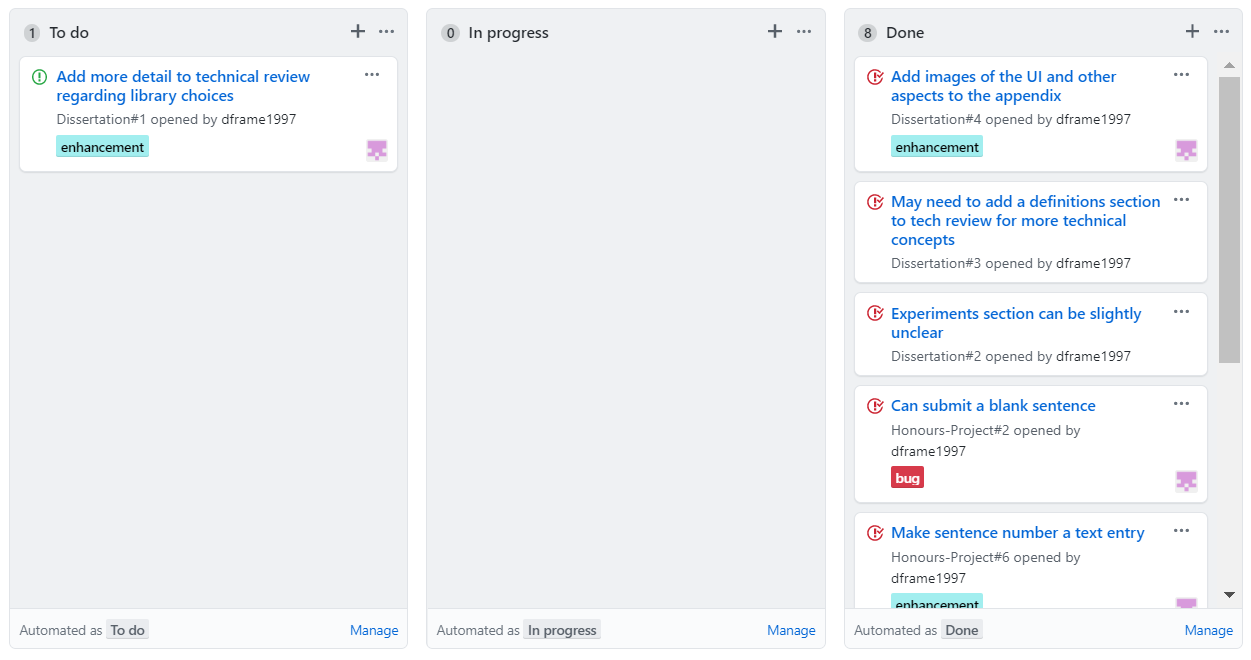 1 To do
Add more detail to technical review
regarding library choices
Dissertation#1 opened by dframe1997
enhancement
Automated as To do
Manage
0 In progress
Automated as In progress
Manage
8 Done
Add images of the UI and other
aspects to the appendix
Dissertation#4 opened by dframe1997
enhancement
May need to add a definitions section
to tech review for more technical
concepts
Dissertation#3 opened by dframe1997
Experiments section can be slightly
unclear
Dissertation#2 opened by dframe1997
Can submit a blank sentence
Honours-Project#2 opened by
dframe1997
bug
Make sentence number a text entry
Honours-Project#6 opened by
dframe1997
enhancement
Automated as Done
Manage